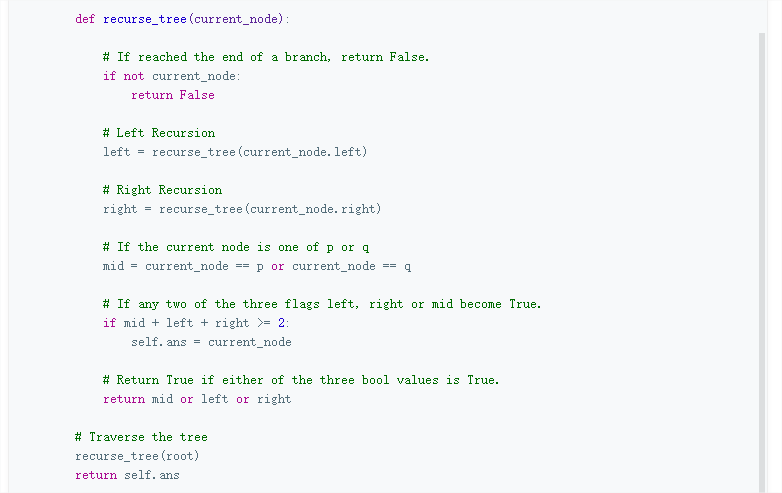 def recurse_tree(current_node):
# If reached the end of a branch, return False.
if not current_node:
return False
# Left Recursion
left = recurse_tree(current_node.left)
# Right Recursion
right = recurse_tree(current_node.right)
# If the current node is one of p or q
mid = current_node == p or current_node == q
# If any two of the three flags left, right or mid become True.
if mid + left + right >= 2:
self.ans = current_node
# Return True if either of the three bool values is True.
return mid or left or right
# Traverse the tree
recurse_tree(root)
return self.ans